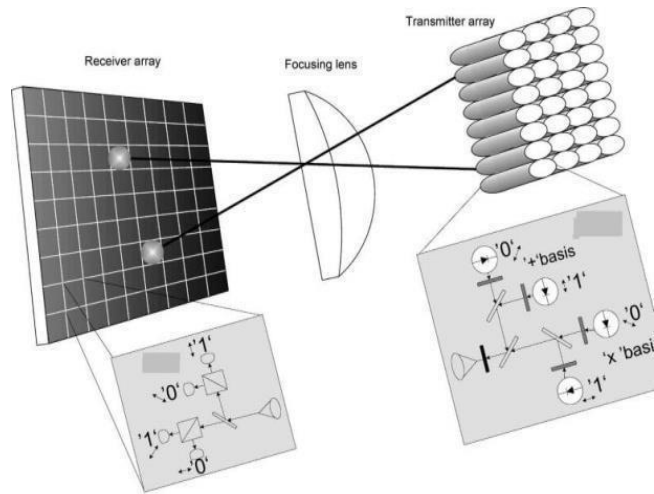 Transmitter array
Receiver array
Focusing lens
'0'
'+'basis
'1'
'0'
'x'basis
'1'
'1'
'0'
'1'
'0'